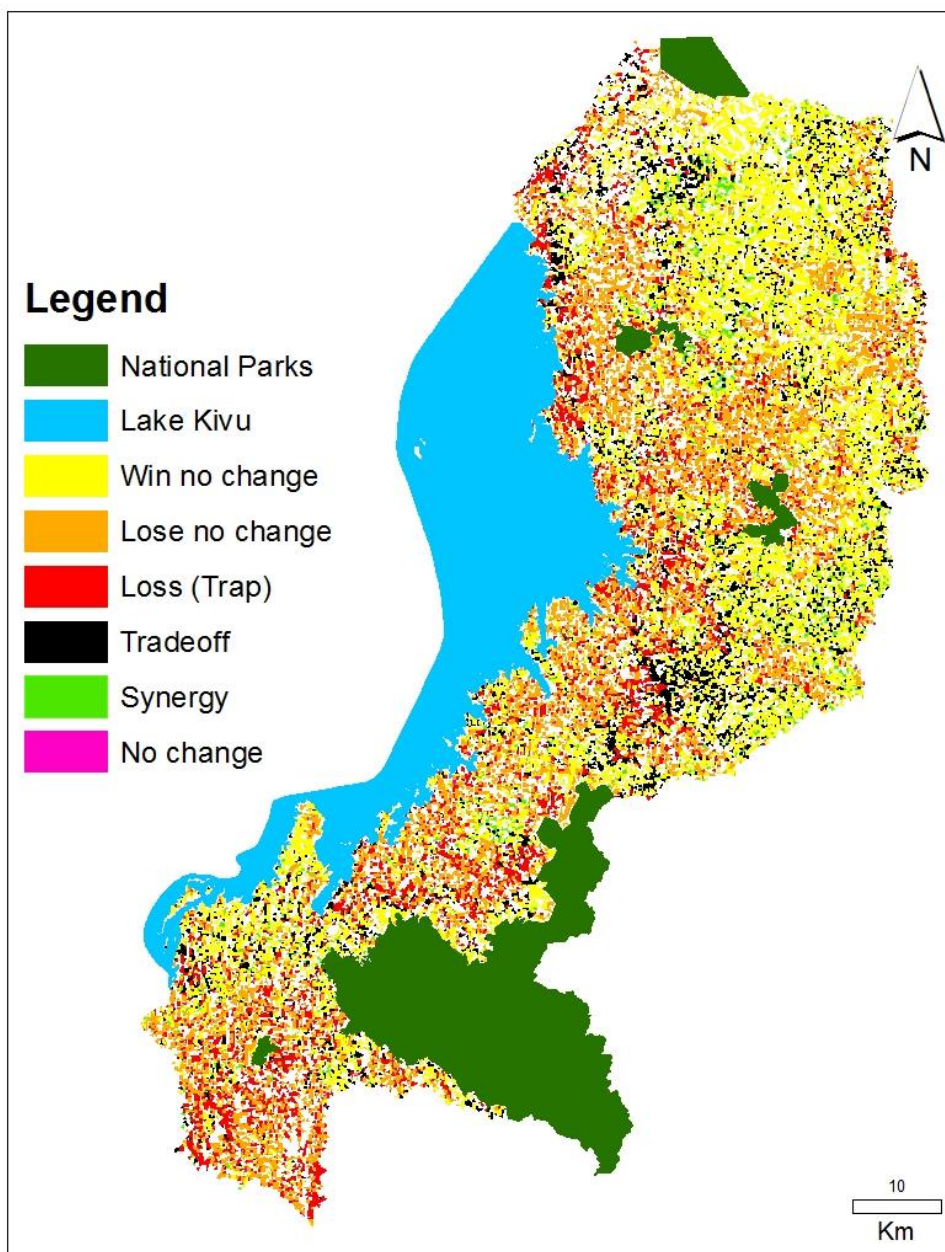 N
Legend
National Parks
Lake Kivu
Win no change
Lose no change
Loss (Trap)
Tradeoff
Synergy
No change
10
Km